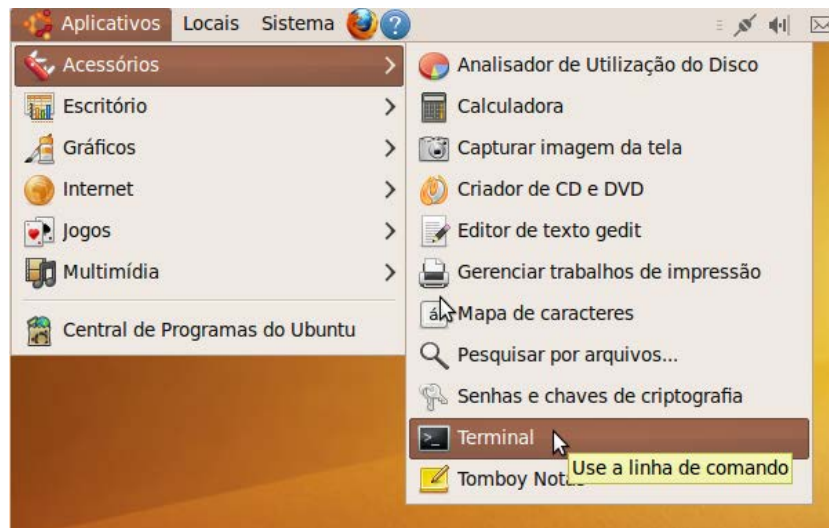 Aplicativos Locais Sistema
Acessórios
Escritório
Gráficos
Internet
Jogos
Multimídia
Central de Programas do Ubuntu
Analisador de Utilização do Disco
Calculadora
Capturar imagem da tela
Criador de CD e DVD
Editor de texto gedit
Gerenciar trabalhos de impressão
Mapa de caracteres
Pesquisar por arquivos...
Senhas e chaves de criptografia
Terminal
Use a linha de comando
Tomboy Notas